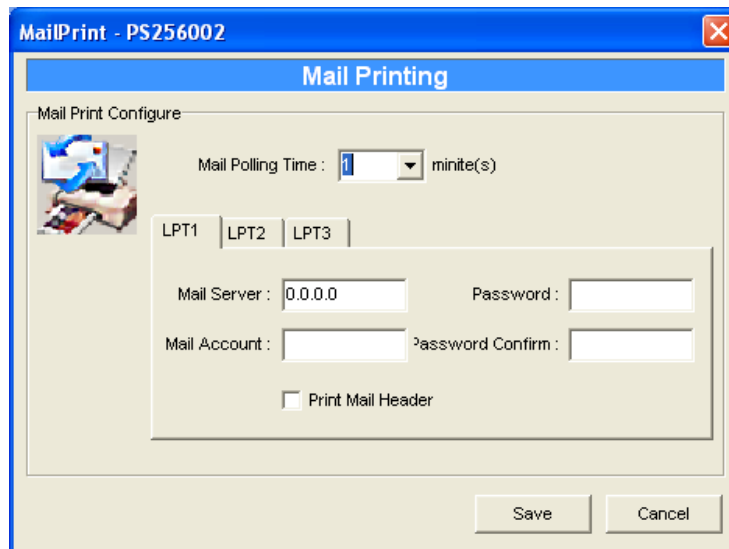 MailPrint - PS256002
Mail Printing
Mail Print Configure
Mail Polling Time : 1 minite(s)
LPT1 LPT2 LPT3
Mail Server : 0.0.0.0 Password :
Mail Account : Password Confirm :
Print Mail Header
Save Cancel